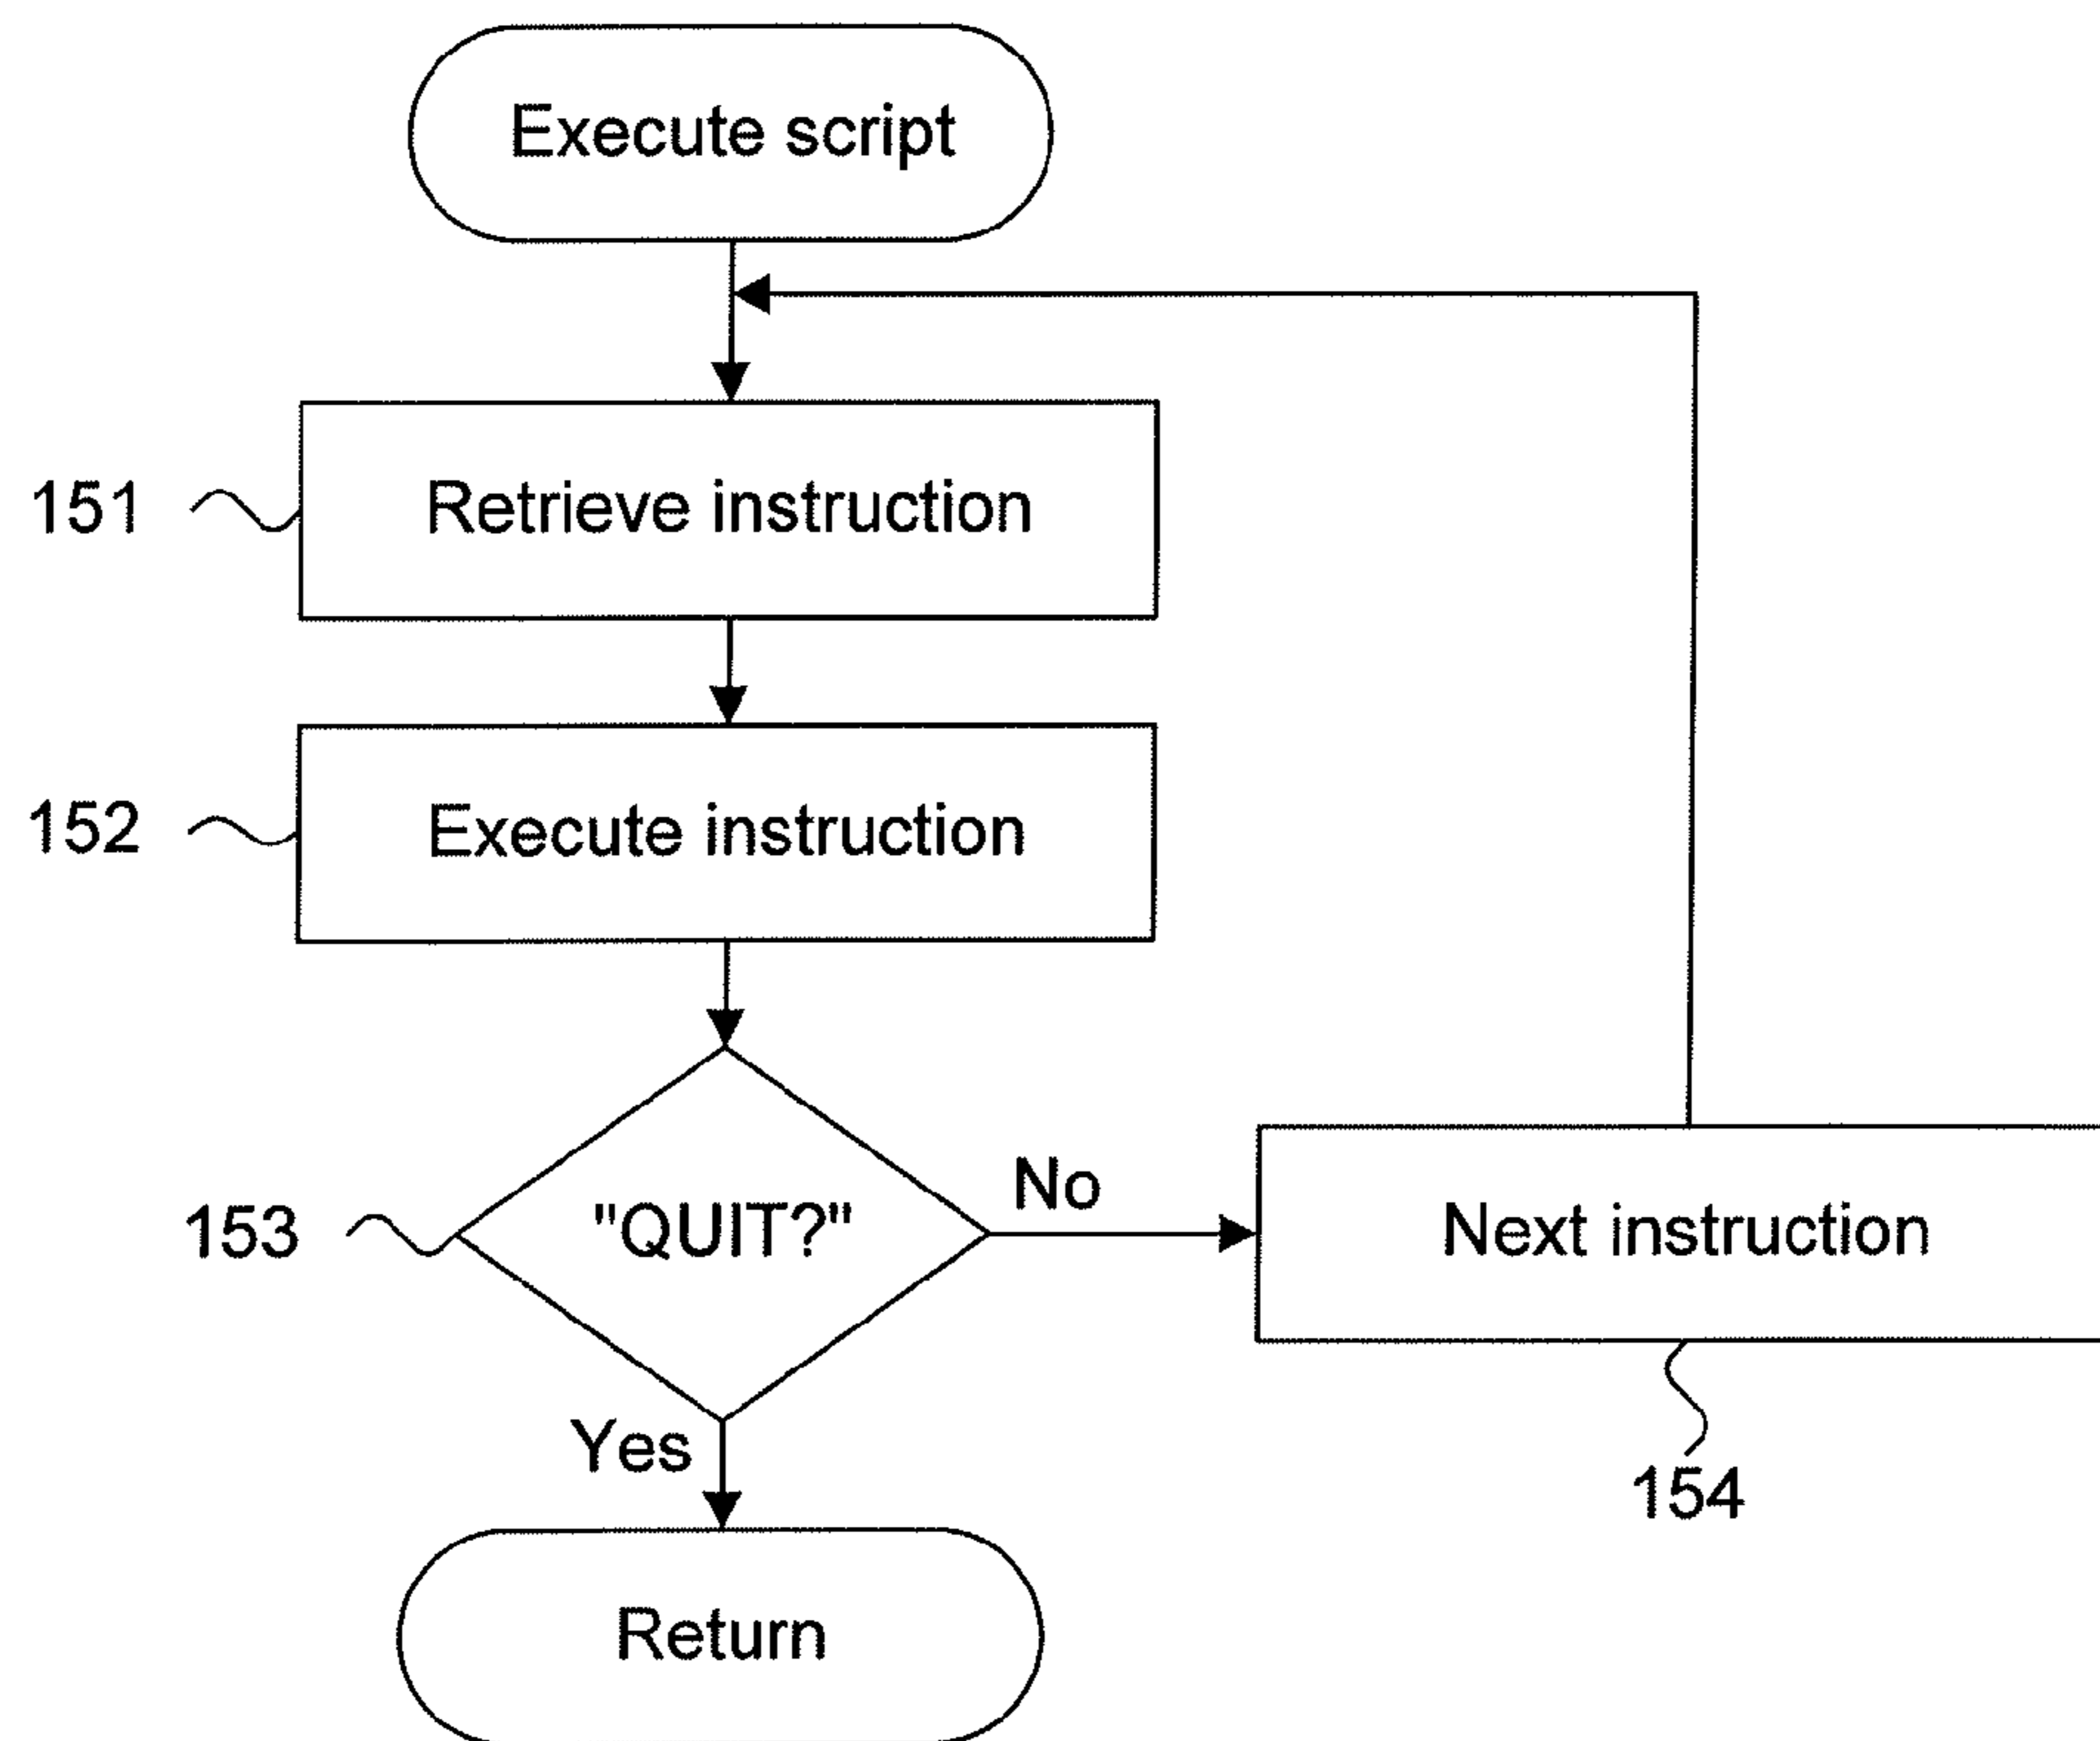 Execute script
151
Retrieve instruction
152
Execute instruction
153
"QUIT?"
No
Next instruction
154
Yes
Return